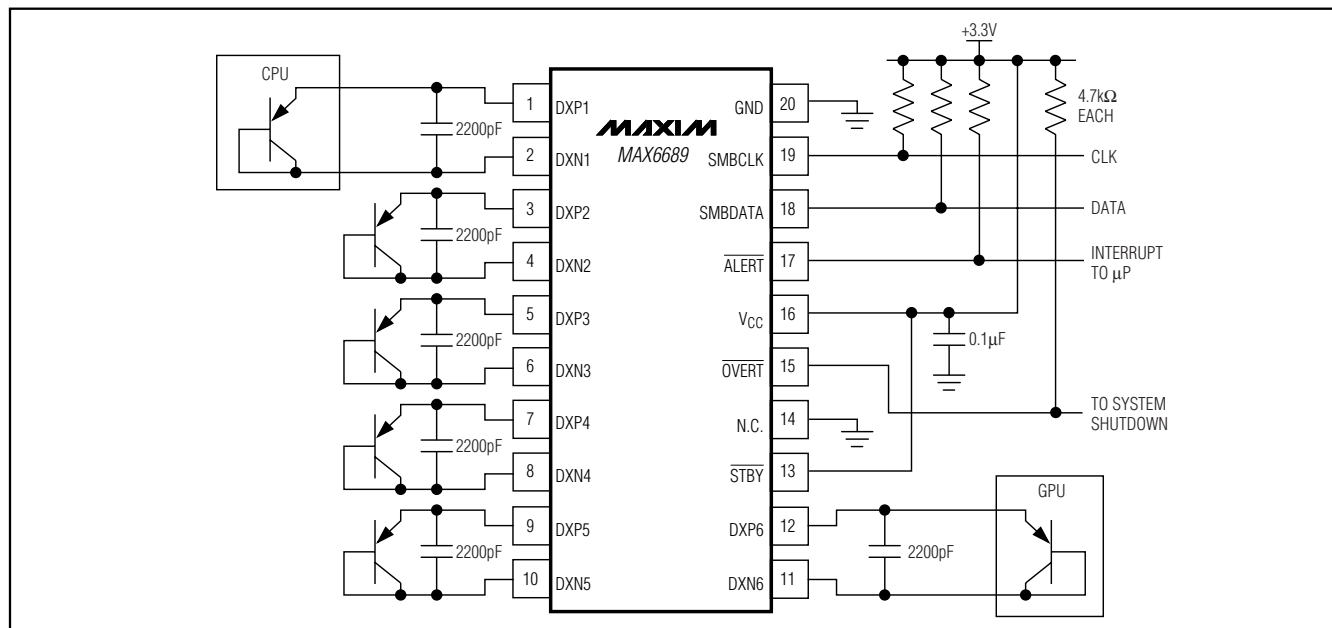 +3.3V
CPU
4.7kΩ
EACH
1
DXP1
GND
20
2200pF
MAXIM
MAX6689
2
DXN1
SMBCLK
19
CLK
3
DXP2
SMBDATA
18
DATA
2200pF
4
DXN2
ALERT
17
INTERRUPT
TO µP
5
DXP3
VCC
16
2200pF
0.1µF
6
DXN3
OVERT
15
7
DXP4
N.C.
14
TO SYSTEM
SHUTDOWN
2200pF
8
DXN4
STBY
13
GPU
9
DXP5
DXP6
12
2200pF
2200pF
10
DXN5
DXN6
11